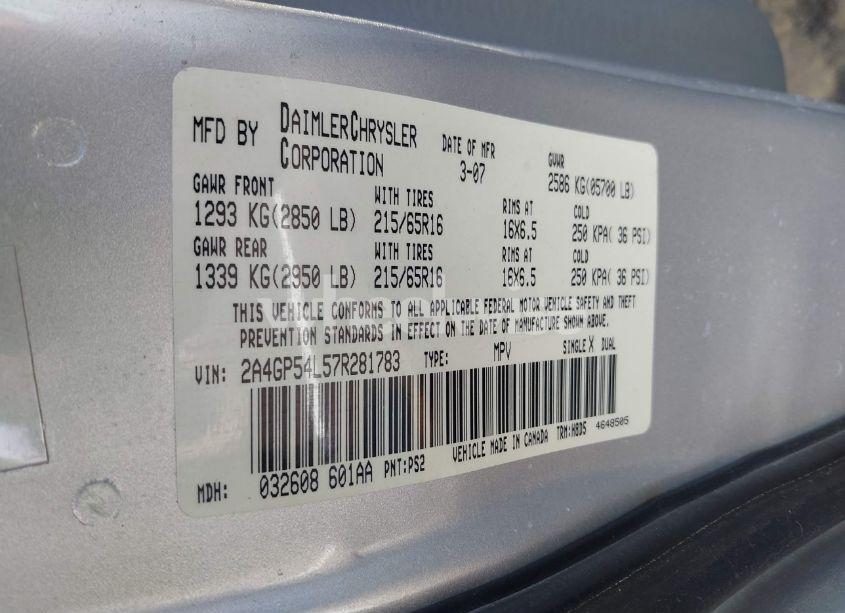 MFD BY DAIMLERCHRYSLER CORPORATION DATE OF MFR 3-07 GVWR 2586 KG(05700 LB)
GAWR FRONT WITH TIRES RIMS AT COLD
1293 KG(2850 LB) 215/65R16 16X6.5 250 KPA( 36 PSI)
GAWR REAR WITH TIRES RIMS AT COLD
1339 KG(2950 LB) 215/65R16 16X6.5 250 KPA( 36 PSI)
THIS VEHICLE CONFORMS TO ALL APPLICABLE FEDERAL MOTOR VEHICLE SAFETY AND THEFT
PREVENTION STANDARDS IN EFFECT ON THE DATE OF MANUFACTURE SHOWN ABOVE.
VIN: 2A4GP54L57R281783 TYPE: MPV SINGLE X DUAL
MDH: 032608 601AA PNT:PS2 VEHICLE MADE IN CANADA TRM:H8D5 4648505